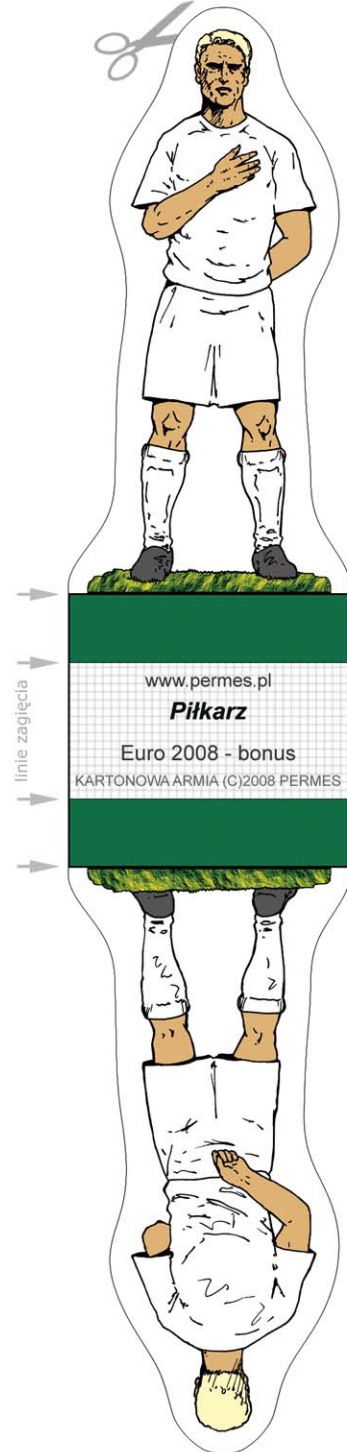 www.permes.pl
Piłkarz
Euro 2008 - bonus
KARTONOWA ARMIA (C)2008 PERMES
linie zagięcia